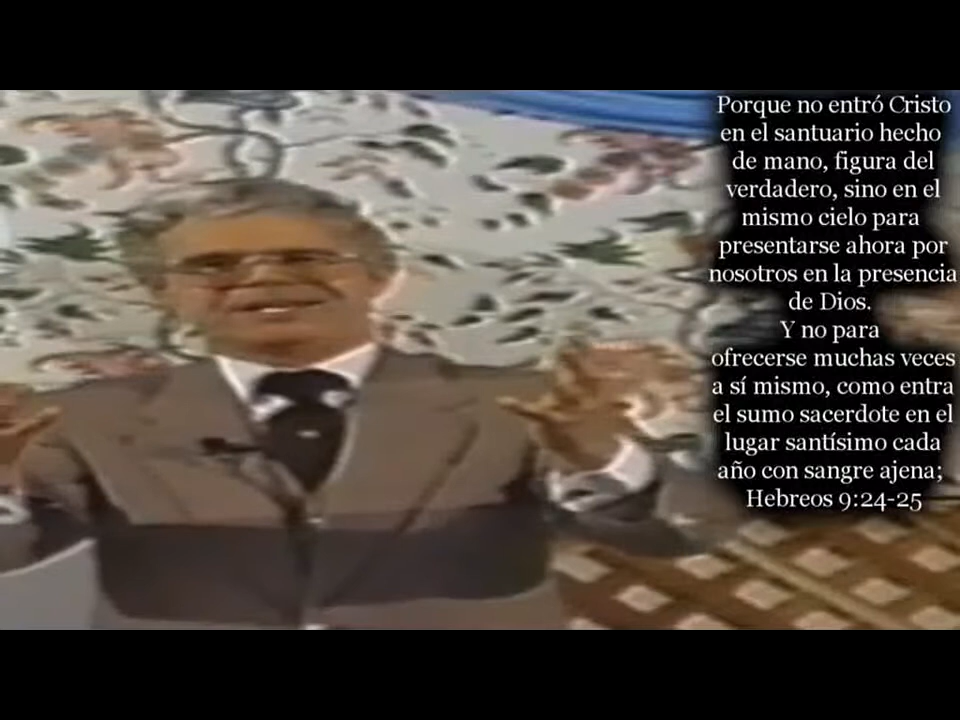 Porque no entró Cristo
en el santuario hecho
de mano, figura del
verdadero, sino en el
mismo cielo para
presentarse ahora por
nosotros en la presencia
de Dios.
Y no para
ofrecerse muchas veces
a sí mismo, como entra
el sumo sacerdote en el
lugar santísimo cada
año con sangre ajena;
Hebreos 9:24-25